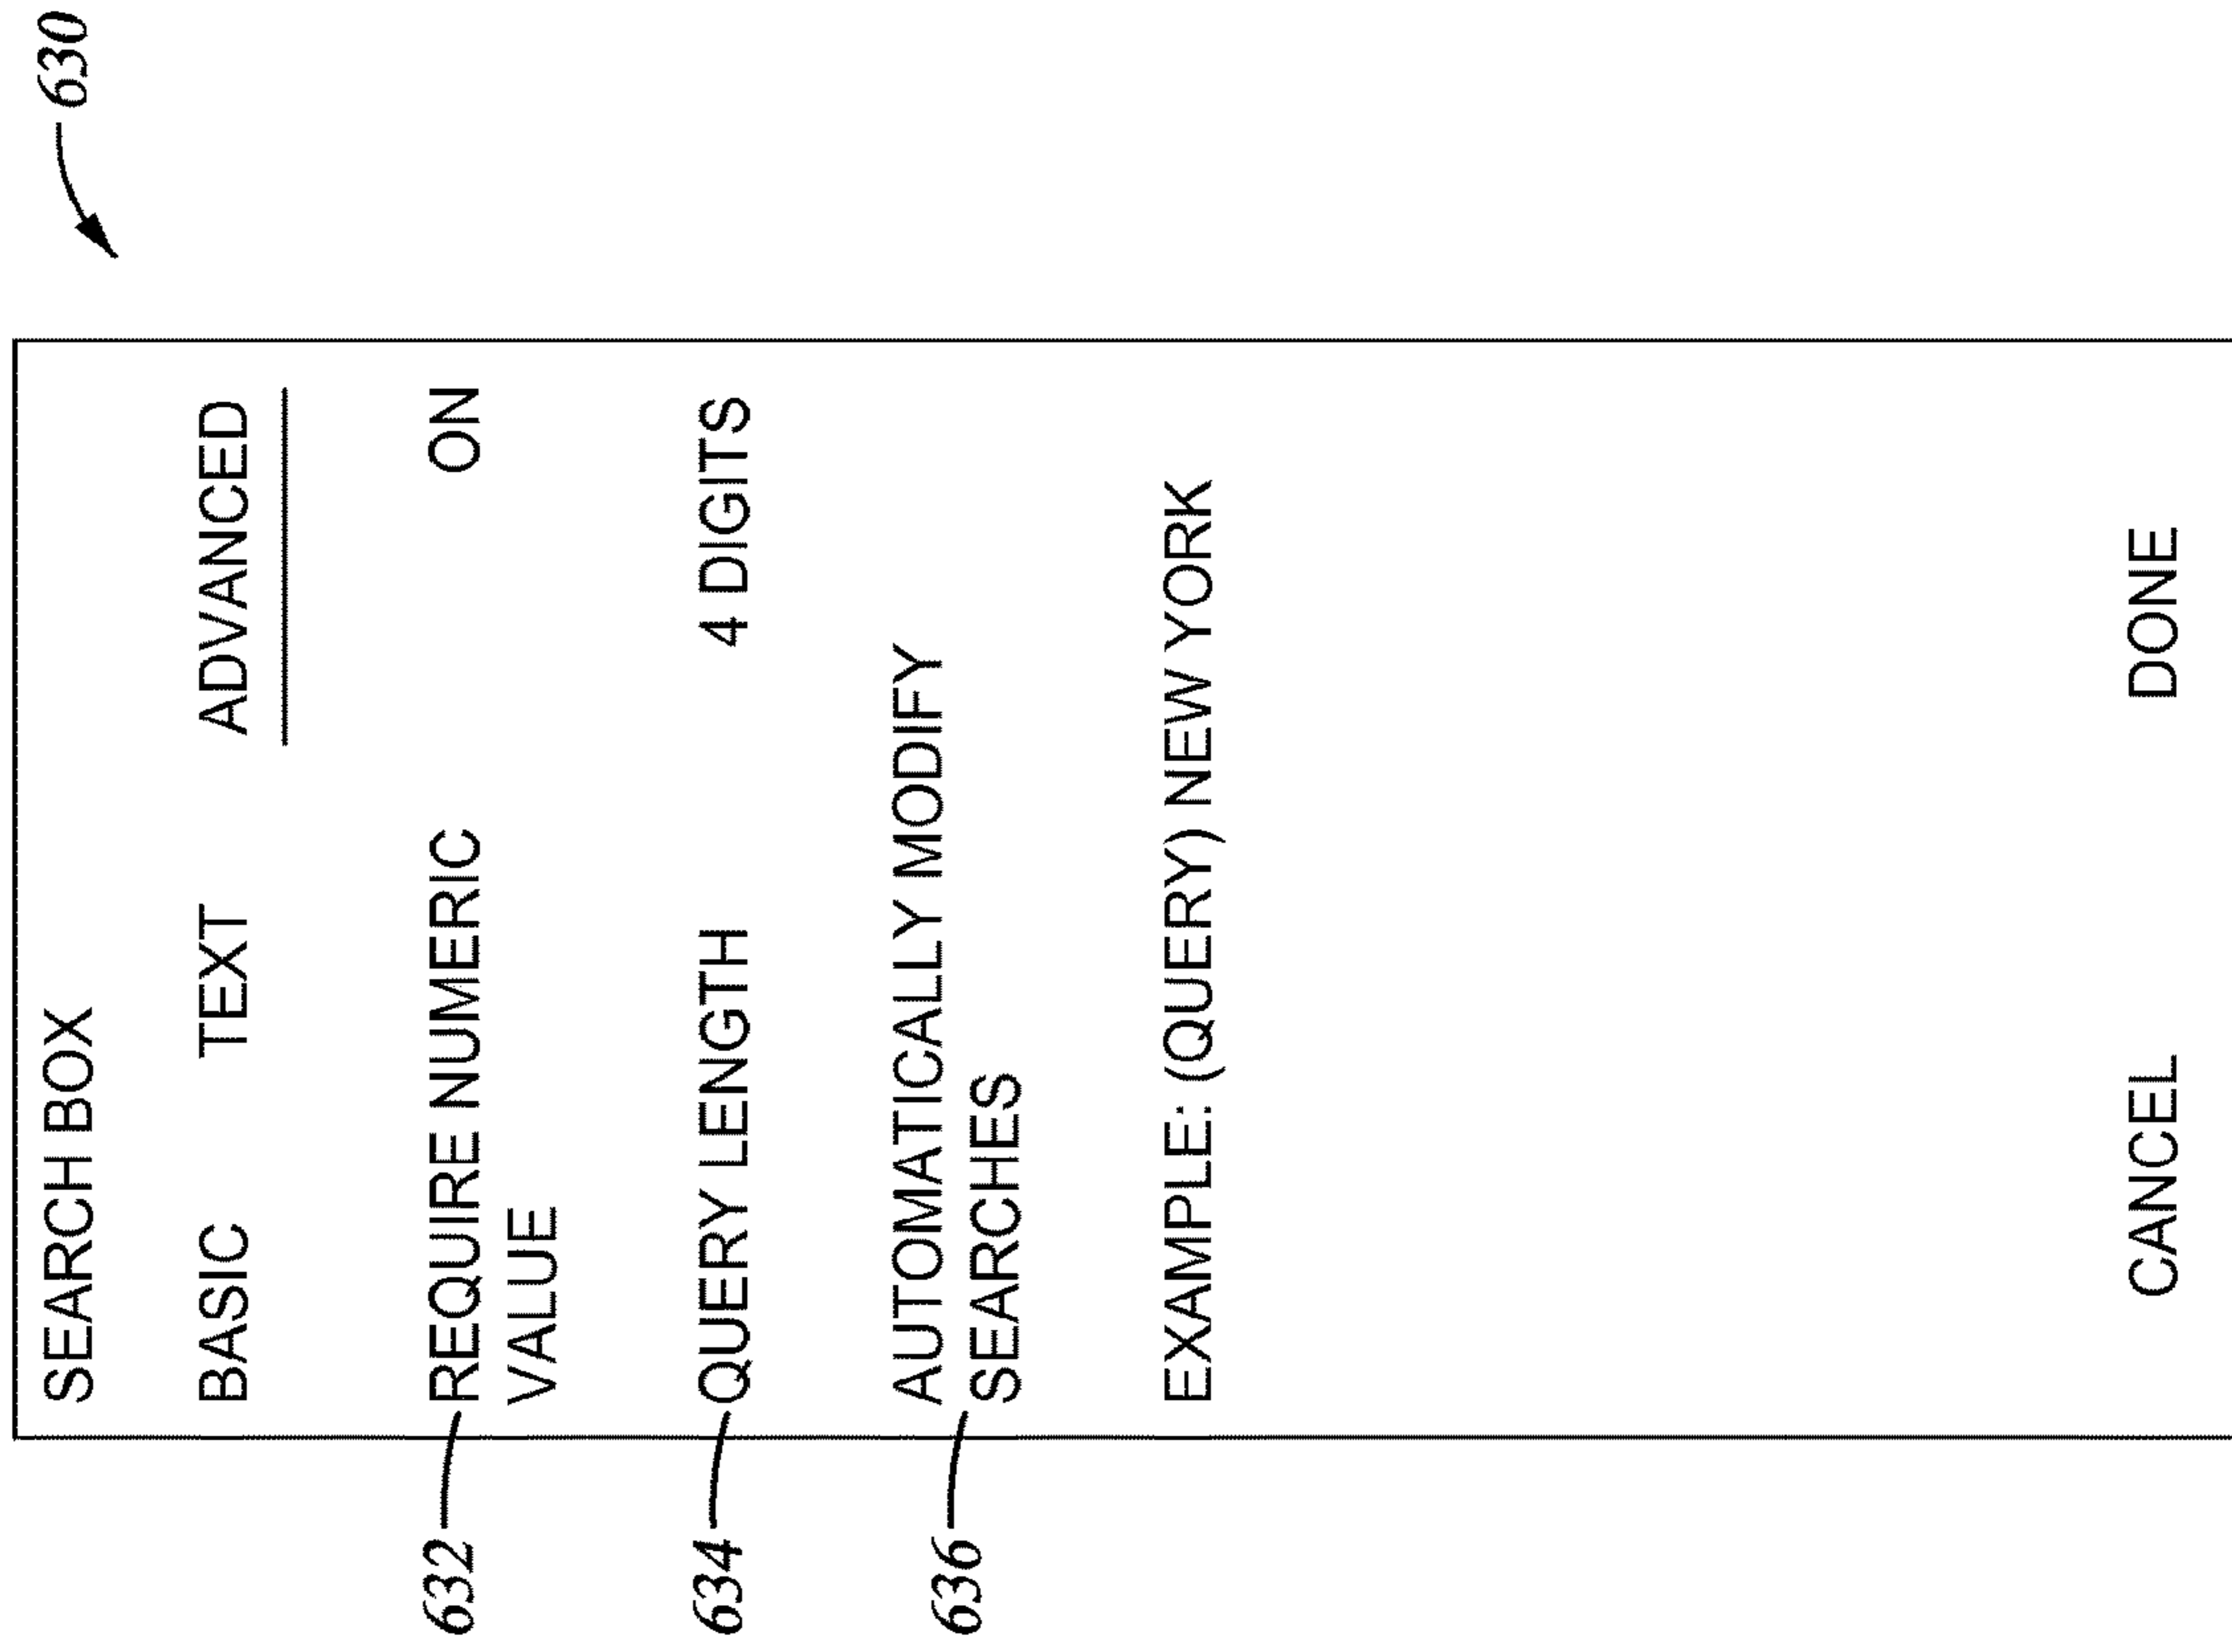 630
SEARCH BOX
BASIC TEXT ADVANCED
632 REQUIRE NUMERIC ON
VALUE
634 QUERY LENGTH 4 DIGITS
636 AUTOMATICALLY MODIFY
SEARCHES
EXAMPLE: (QUERY) NEW YORK
CANCEL DONE